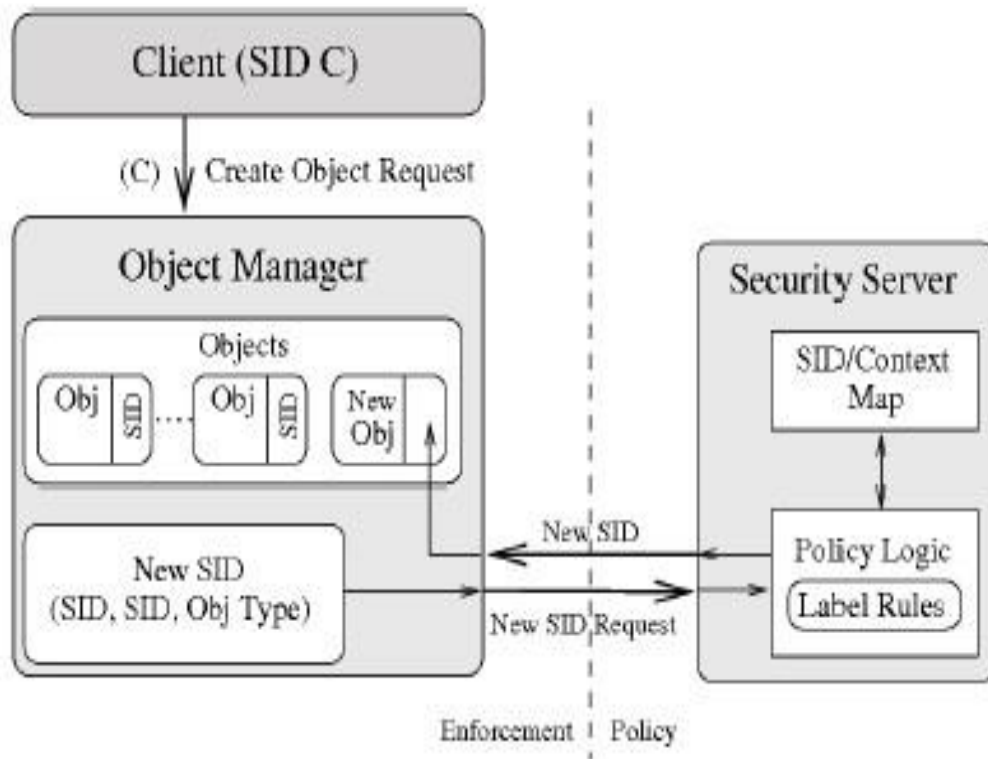 Client (SID C)
(C) Create Object Request
Object Manager
Objects
Obj
SID
Obj
SID
New
Obj
New SID
(SID, SID, Obj Type)
New SID
New SID Request
Security Server
SID/Context
Map
Policy Logic
Label Rules
Enforcement
Policy